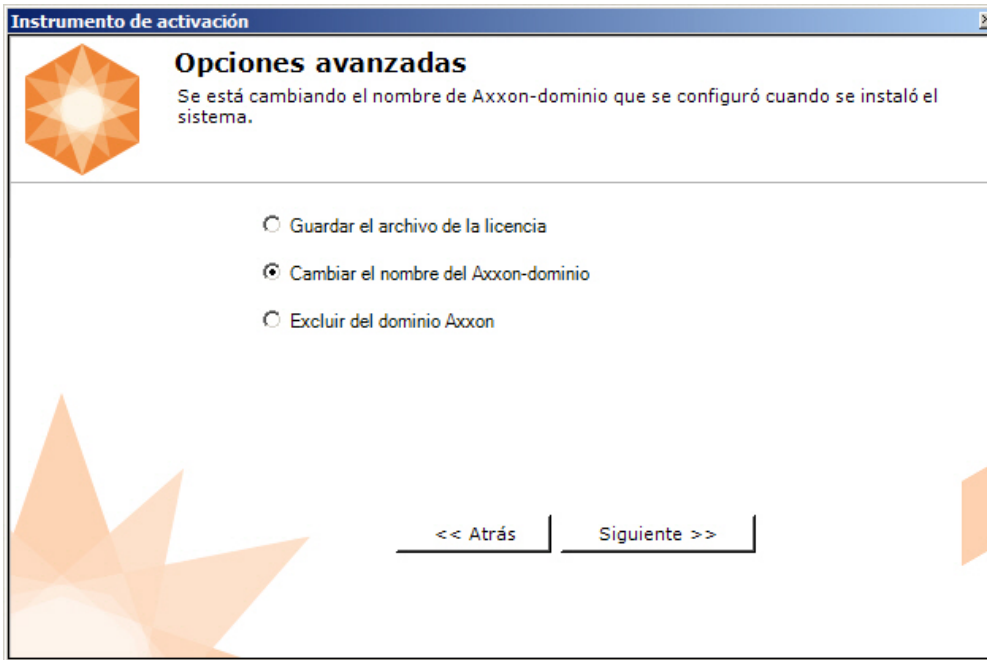 Instrumento de activación
Opciones avanzadas
Se está cambiando el nombre de Axxon-dominio que se configuró cuando se instaló el
sistema.
Guardar el archivo de la licencia
Cambiar el nombre del Axxon-dominio
Excluir del dominio Axxon
<< Atrás Siguiente >>